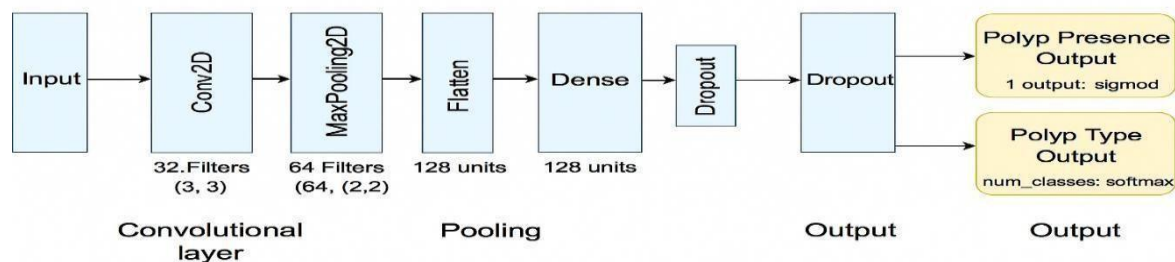 Input
Conv2D
32.Filters
(3, 3)
MaxPooling2D
64 Filters
(64, (2,2)
Flatten
128 units
Dense
128 units
Dropout
Dropout
Polyp Presence
Output
1 output: sigmod
Polyp Type
Output
num_classes: softmax
Convolutional
layer
Pooling
Output
Output